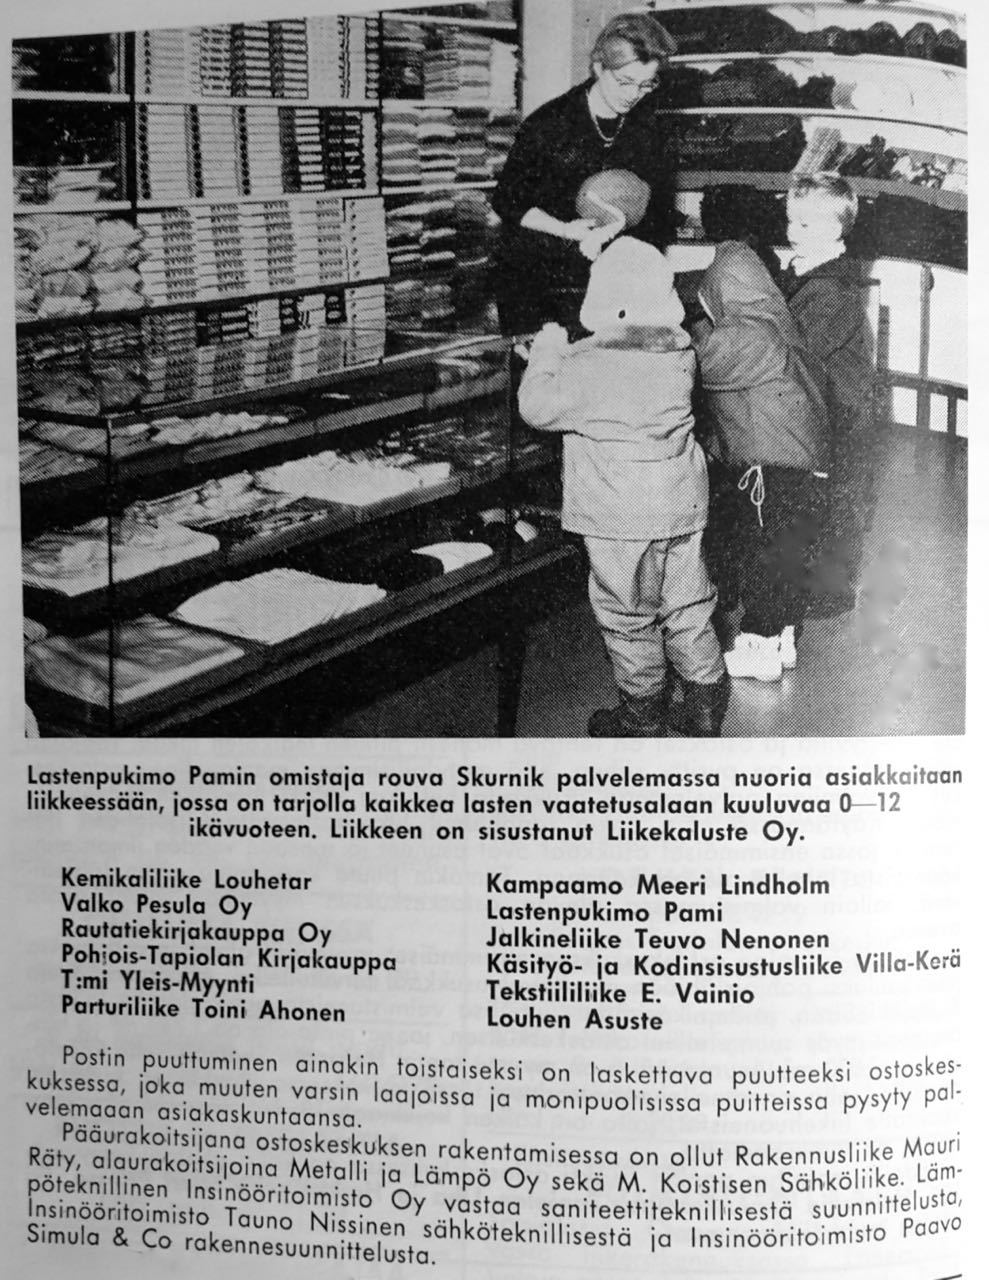 Lastenpukimo Pamin omistaja rouva Skurnik palvelemassa nuoria asiakkaitaan
liikkeessään, jossa on tarjolla kaikkea lasten vaatetusalaan kuuluvaa 0—12
ikävuoteen. Liikkeen on sisustanut Liikekaluste Oy.
Kemikaliliike Louhetar
Valko Pesula Oy
Rautatiekirjakauppa Oy
Pohjois-Tapiolan Kirjakauppa
T:mi Yleis-Myynti
Parturiliike Toini Ahonen
Kampaamo Meeri Lindholm
Lastenpukimo Pami
Jalkineliike Teuvo Nenonen
Käsityö- ja Kodinsisustusliike Villa-Kerä
Tekstiililiike E. Vainio
Louhen Asuste
Postin puuttuminen ainakin toistaiseksi on laskettava puutteeksi ostoskes-
kuksessa, joka muuten varsin laajoissa ja monipuolisissa puitteissa pysyty pal-
velemaaan asiakaskuntaansa.
Pääurakoitsijana ostoskeskuksen rakentamisessa on ollut Rakennusliike Mauri
Räty, alaurakoitsijoina Metalli ja Lämpö Oy sekä M. Koistisen Sähköliike. Läm-
pöteknillinen Insinööritoimisto Oy vastaa saniteettiteknillisestä suunnittelusta,
Insinööritoimisto Tauno Nissinen sähköteknillisestä ja Insinööritoimisto Paavo
Simula & Co rakennesuunnittelusta.